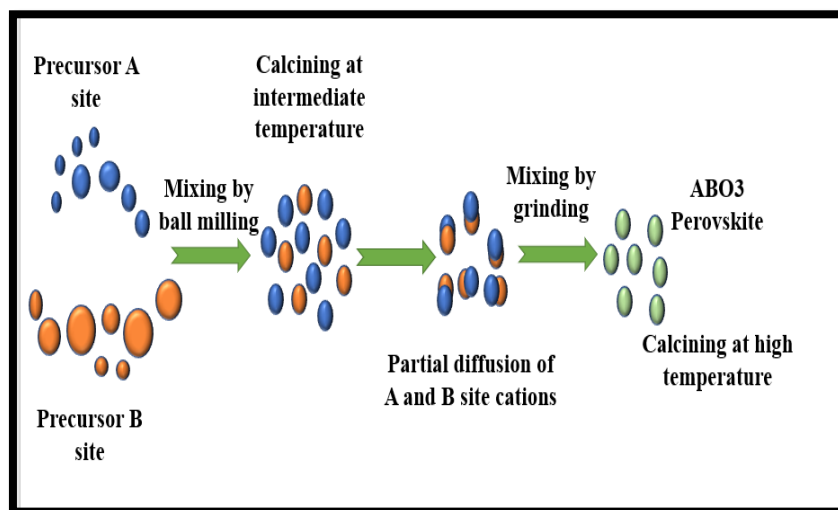 Precursor A
site
Mixing by
ball milling
Precursor B
site
Calcining at
intermediate
temperature
Partial diffusion of
A and B site cations
Mixing by
grinding
ABO3
Perovskite
Calcining at high
temperature